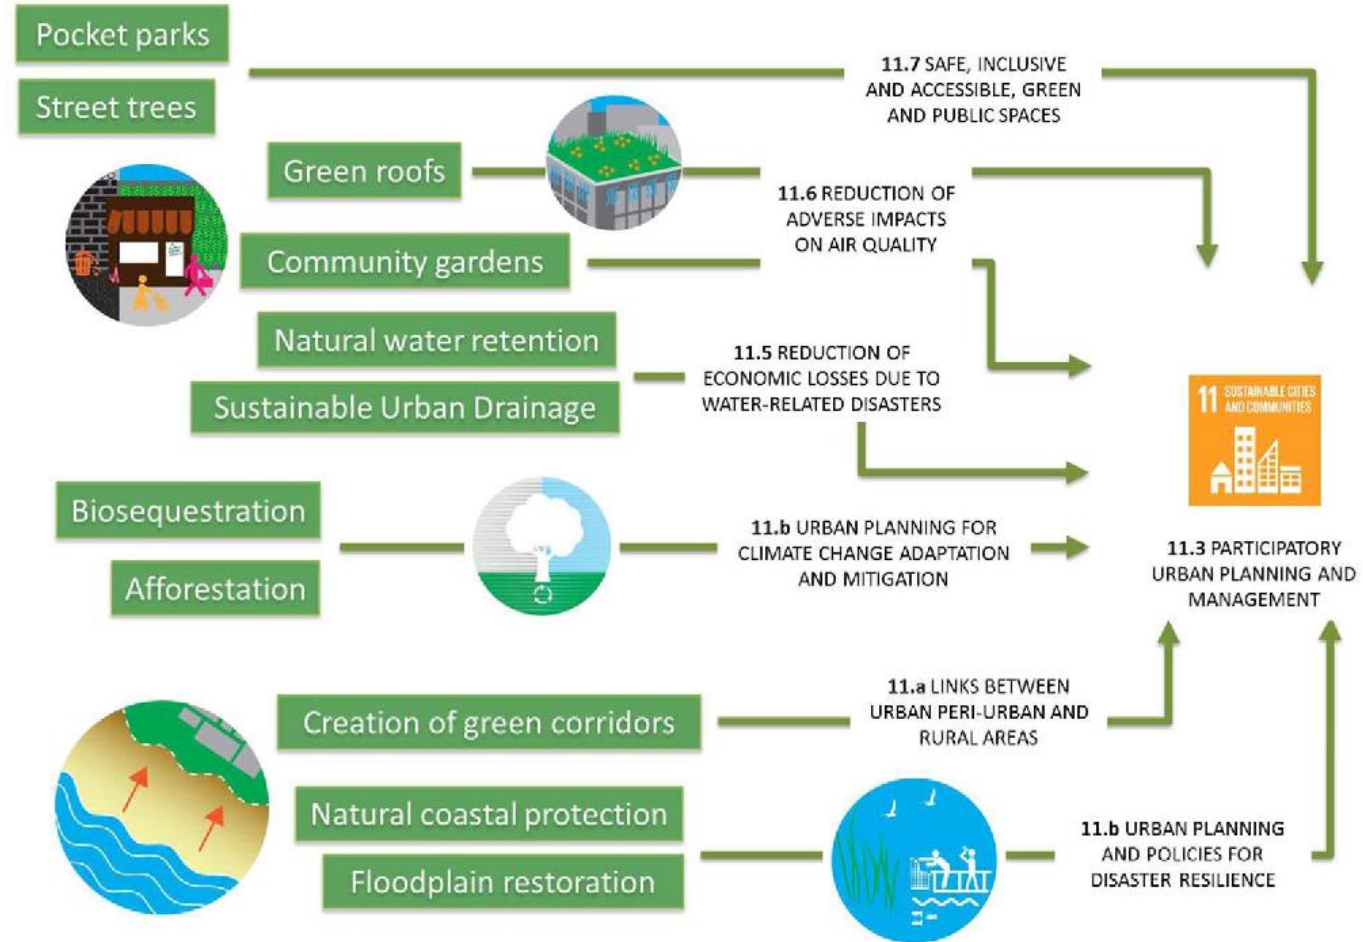 Pocket parks
Street trees
11.7 SAFE, INCLUSIVE
AND ACCESSIBLE, GREEN
AND PUBLIC SPACES
Green roofs
11.6 REDUCTION OF
ADVERSE IMPACTS
ON AIR QUALITY
Community gardens
Natural water retention
Sustainable Urban Drainage
11.5 REDUCTION OF
ECONOMIC LOSSES DUE TO
WATER-RELATED DISASTERS
11 SUSTAINABLE CITIES
AND COMMUNITIES
Biosequestration
Afforestation
11.b URBAN PLANNING FOR
CLIMATE CHANGE ADAPTATION
AND MITIGATION
11.3 PARTICIPATORY
URBAN PLANNING AND
MANAGEMENT
Creation of green corridors
11.a LINKS BETWEEN
URBAN PERI-URBAN AND
RURAL AREAS
Natural coastal protection
Floodplain restoration
11.b URBAN PLANNING
AND POLICIES FOR
DISASTER RESILIENCE